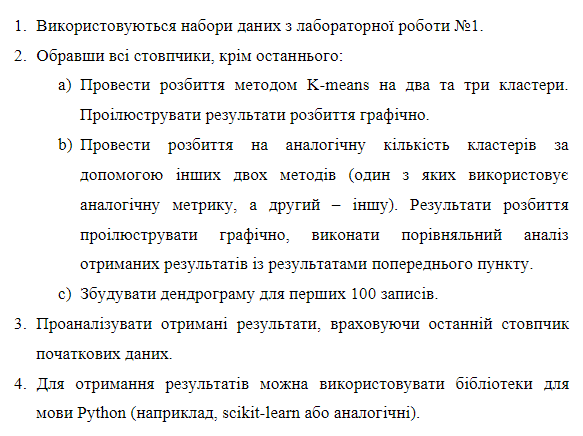 1. Використовуються набори даних з лабораторної роботи №1.
2. Обравши всі стовпчики, крім останнього:
a) Провести розбиття методом K-means на два та три кластери.
Проілюструвати результати розбиття графічно.
b) Провести розбиття на аналогічну кількість кластерів за
допомогою інших двох методів (один з яких використовує
аналогічну метрику, а другий – іншу). Результати розбиття
проілюструвати графічно, виконати порівняльний аналіз
отриманих результатів із результатами попереднього пункту.
c) Збудувати дендрограму для перших 100 записів.
3. Проаналізувати отримані результати, враховуючи останній стовпчик
початкових даних.
4. Для отримання результатів можна використовувати бібліотеки для
мови Python (наприклад, scikit-learn або аналогічні).